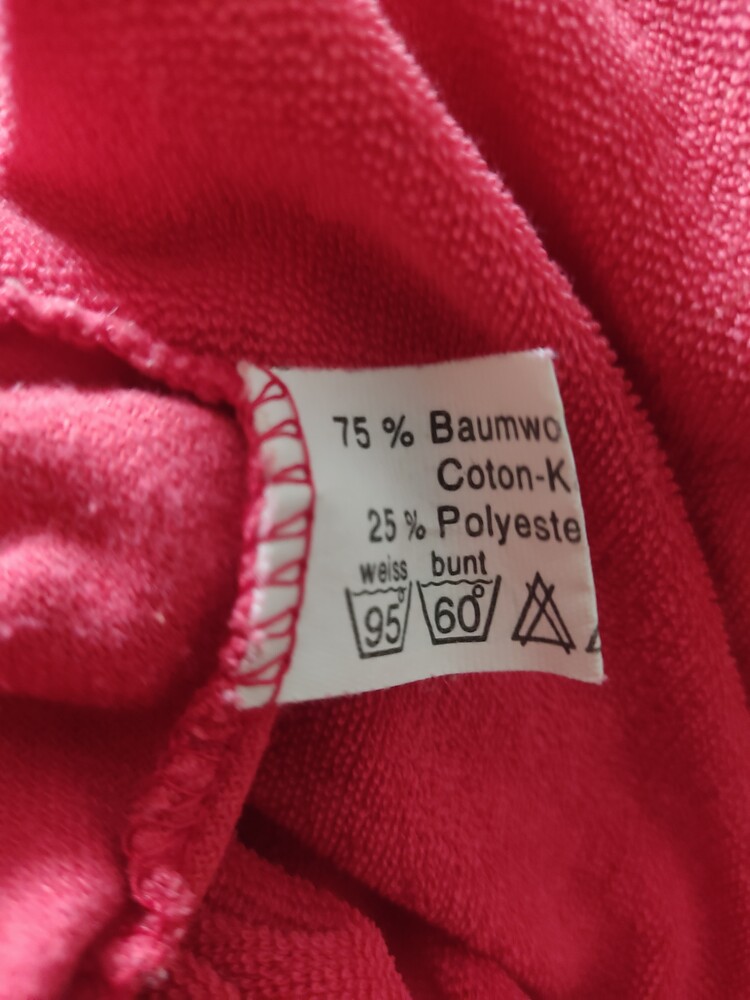 75 % Baumwo
Coton-K
25 % Polyeste
weiss bunt
95° 60°